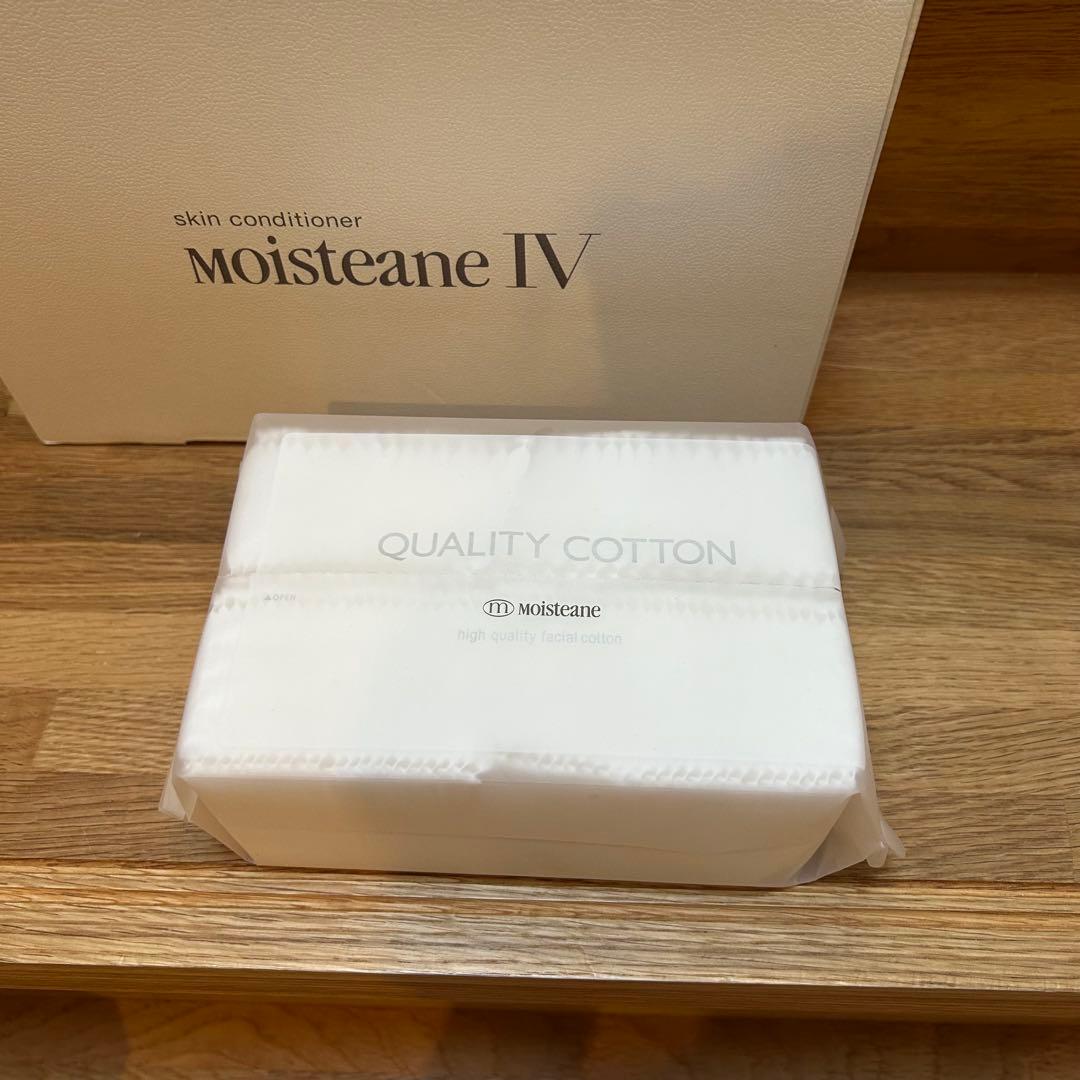 skin conditioner
Moisteane IV
QUALITY COTTON
▲OPEN
m Moisteane
high quality facial cotton